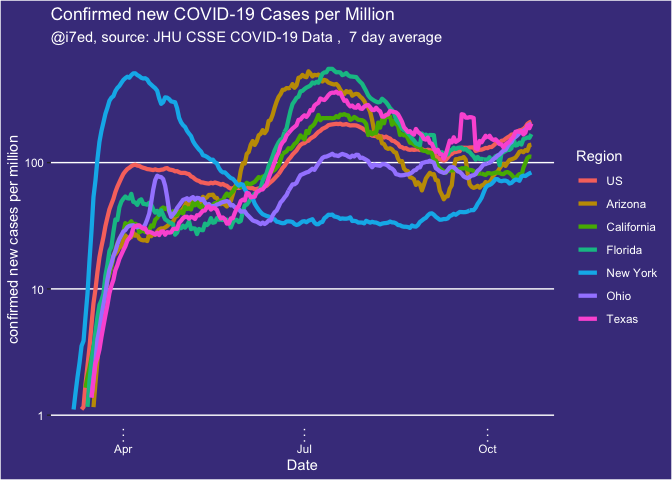 Confirmed new COVID-19 Cases per Million
@i7ed, source: JHU CSSE COVID-19 Data ,  7 day average
confirmed new cases per million
100
10
1
Apr
Jul
Oct
Date
Region
US
Arizona
California
Florida
New York
Ohio
Texas